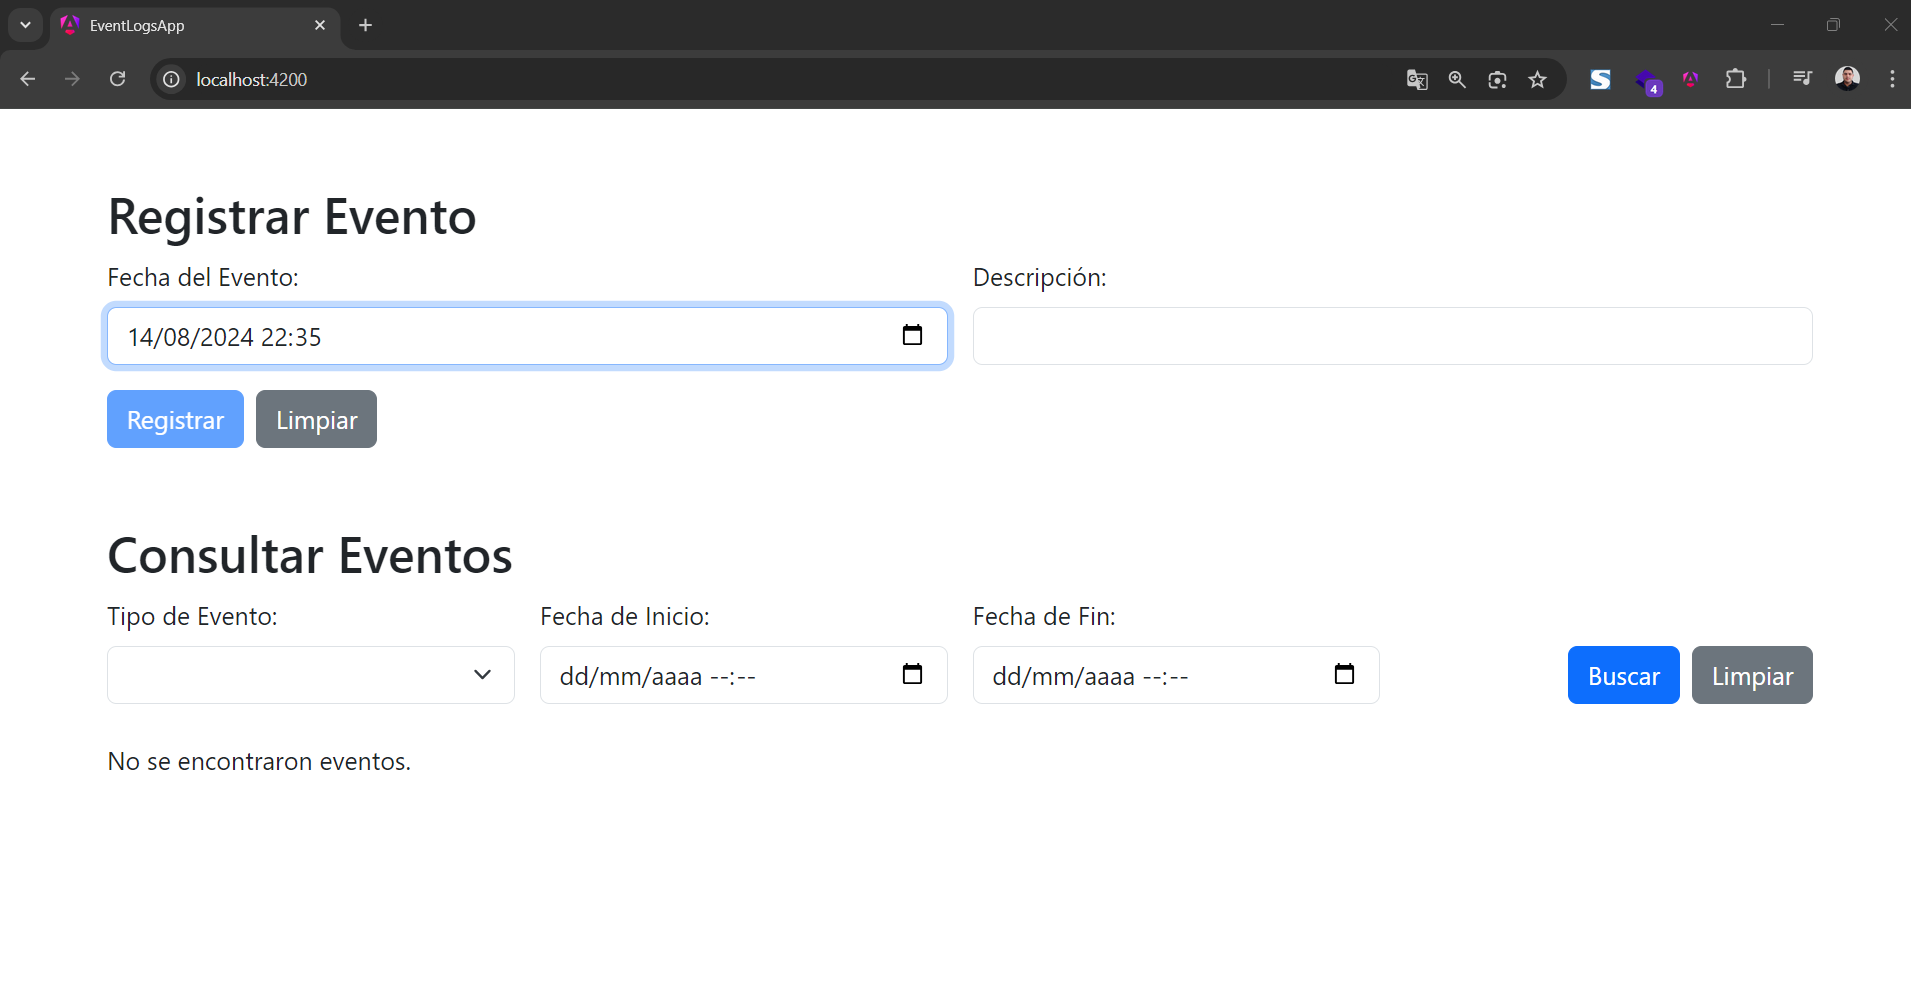 EventLogsApp
localhost:4200
4
Registrar Evento
Fecha del Evento: Descripción:
14/08/2024 22:35
Registrar Limpiar
Consultar Eventos
Tipo de Evento: Fecha de Inicio: Fecha de Fin:
dd/mm/aaaa --:-- dd/mm/aaaa --:-- Buscar Limpiar
No se encontraron eventos.